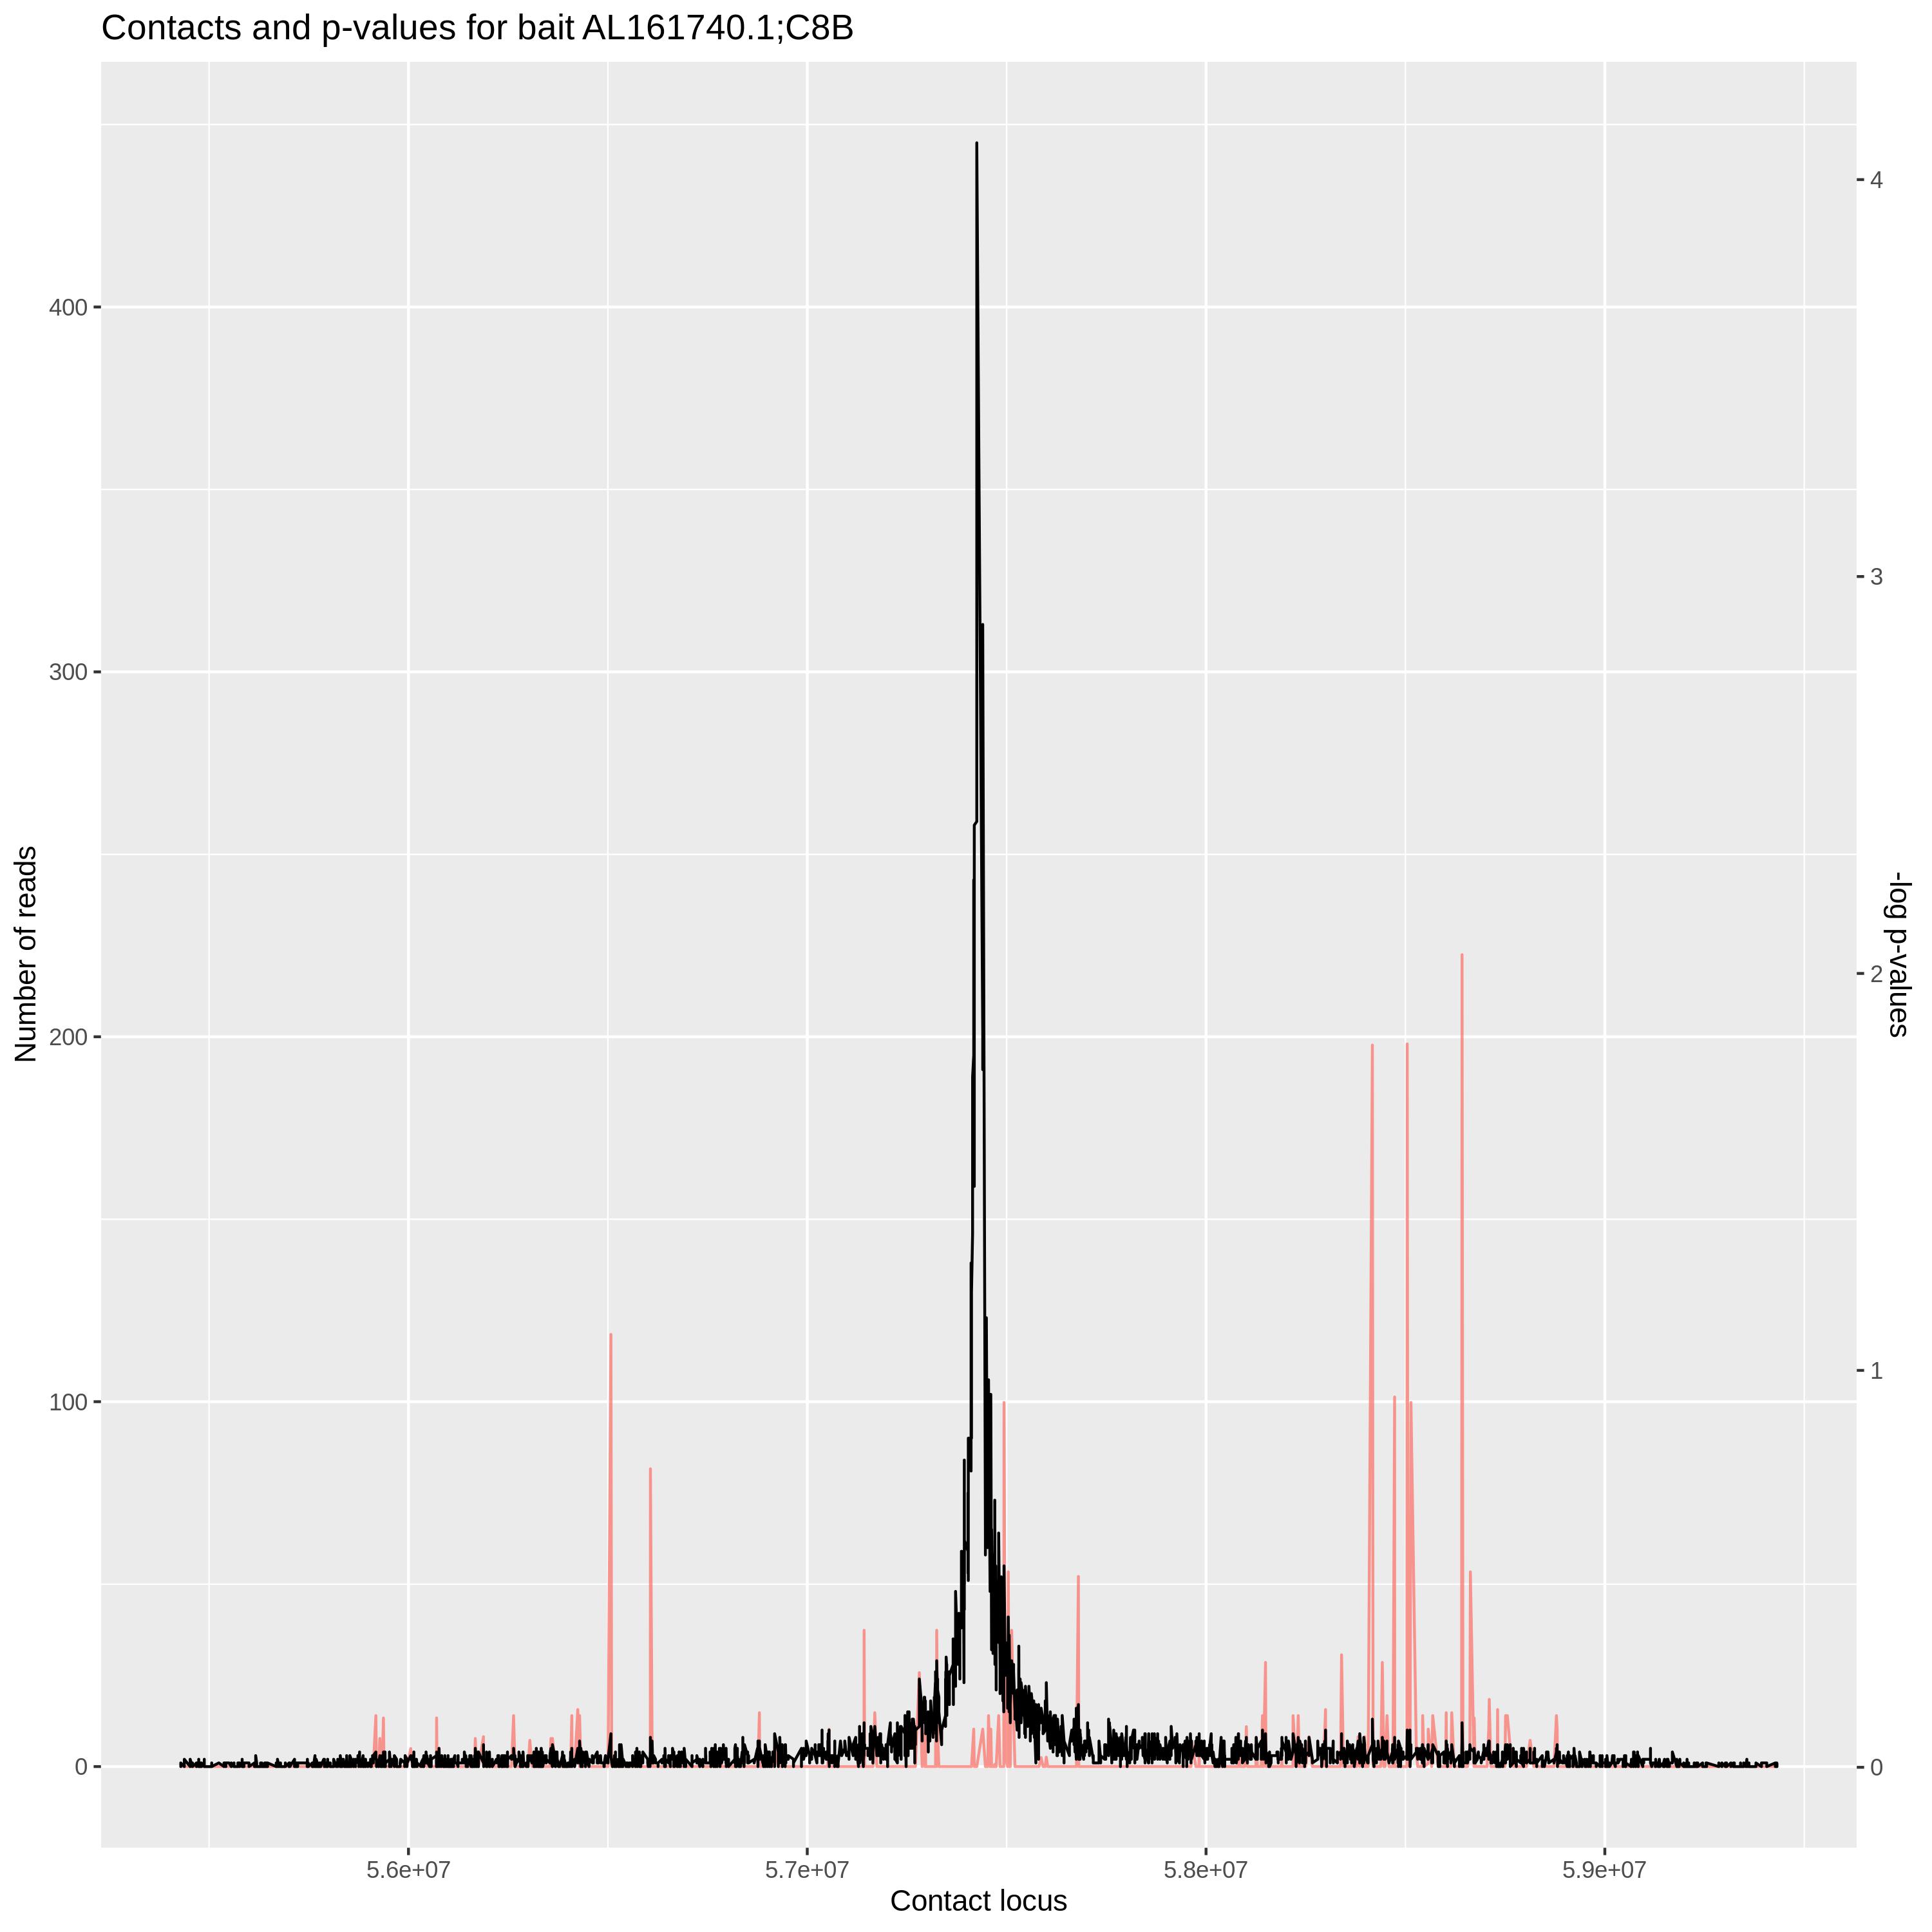 Contacts and p-values for bait AL161740.1;C8B
Number of reads
400
300
200
100
0
4
3
2
1
0
-log p-values
5.6e+07 5.7e+07 5.8e+07 5.9e+07
Contact locus